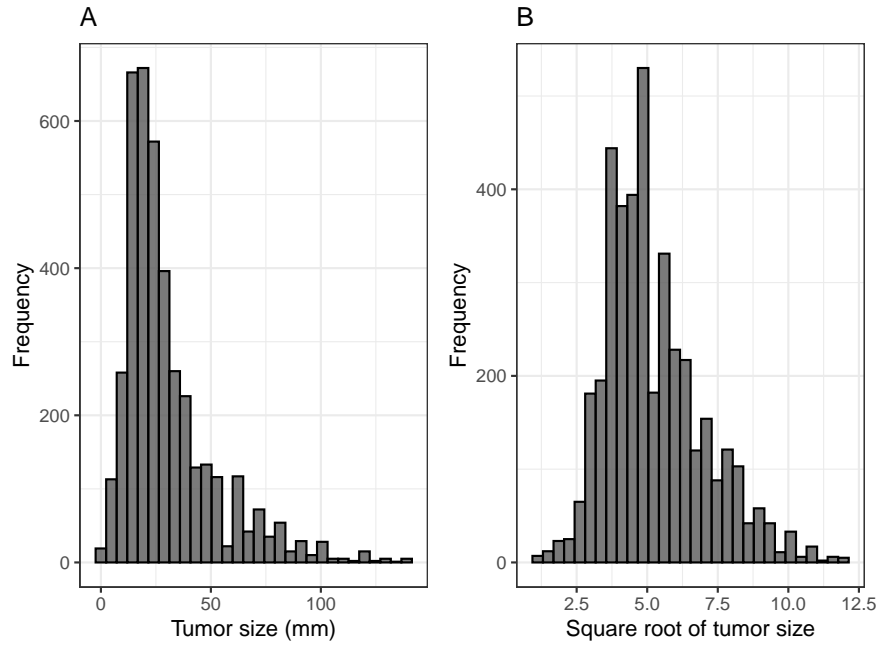 A
Frequency
600
400
200
0
0 50 100
Tumor size (mm)
B
Frequency
400
200
0
2.5 5.0 7.5 10.0 12.5
Square root of tumor size